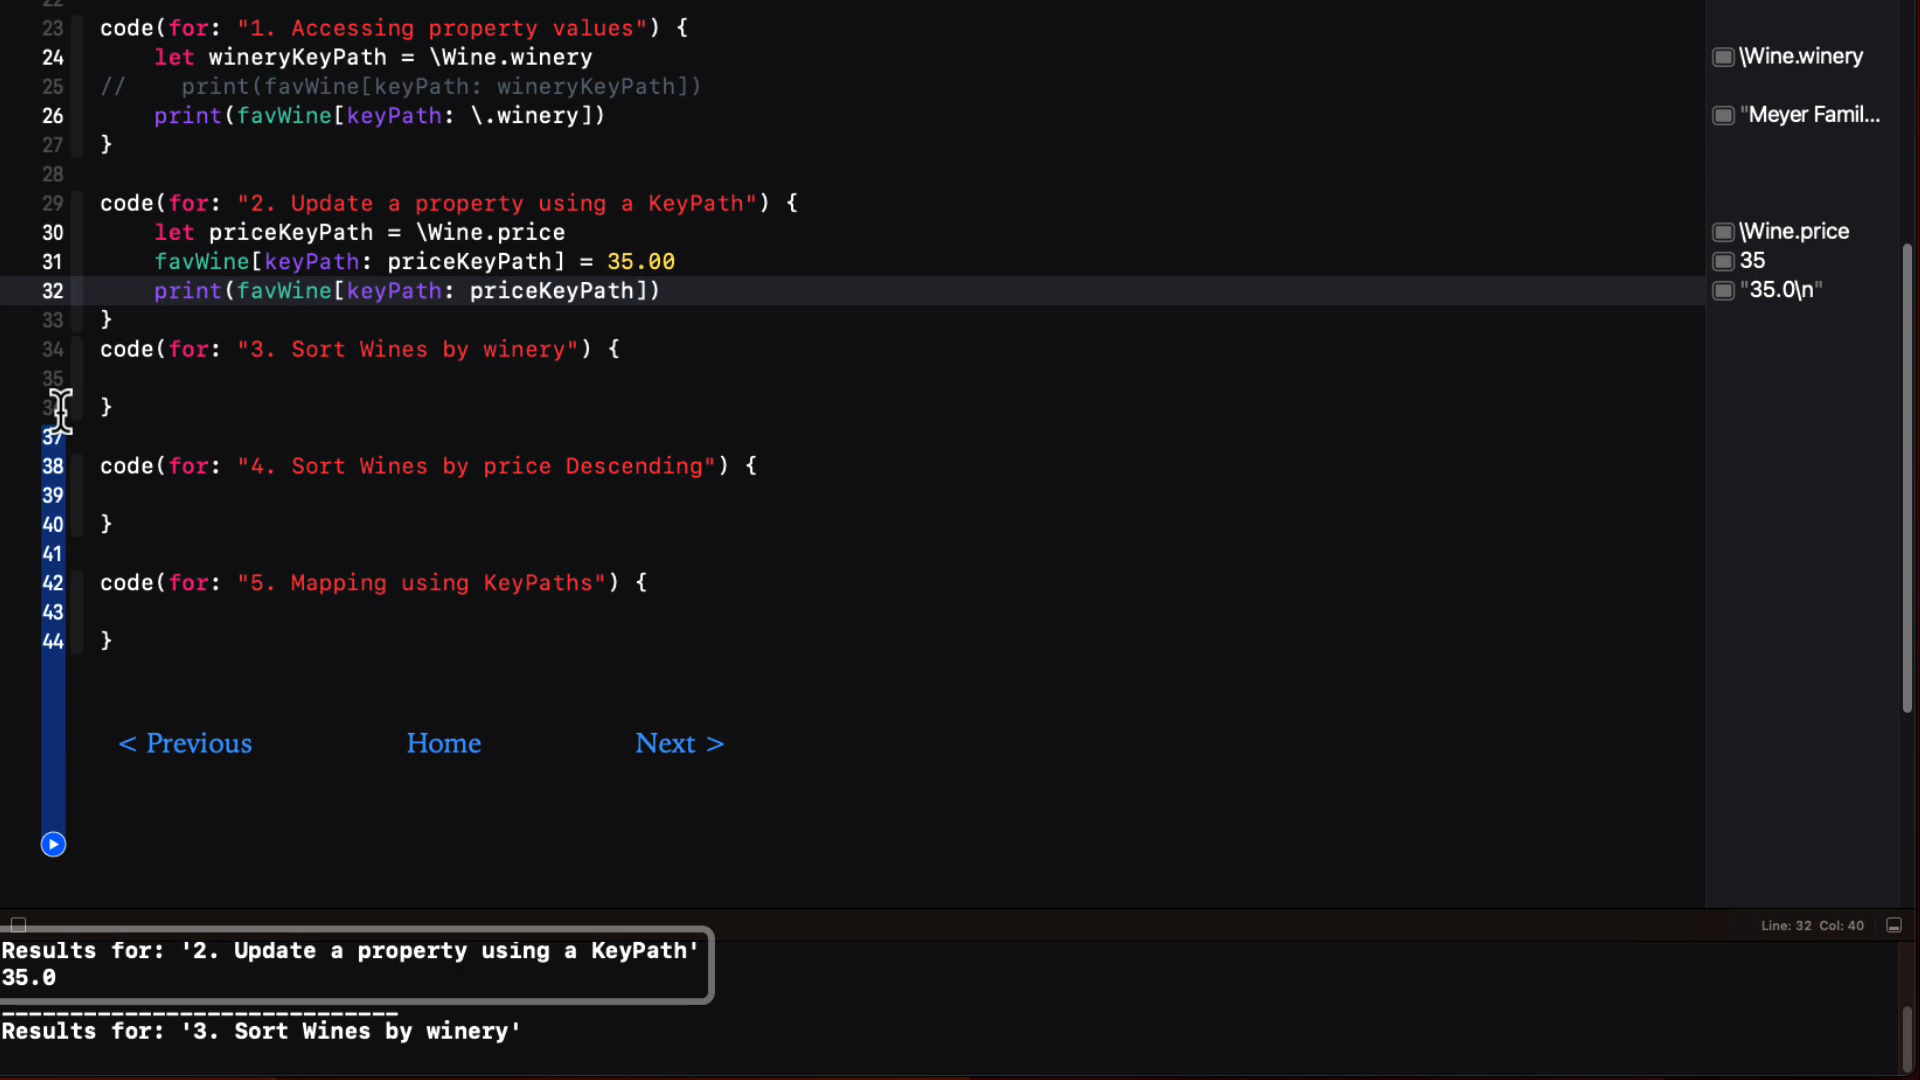 22
23 code(for: "1. Accessing property values") {
24 let wineryKeyPath = \Wine.winery \Wine.winery
25 // print(favWine[keyPath: wineryKeyPath])
26 print(favWine[keyPath: \.winery]) "Meyer Famil...
27 }
28
29 code(for: "2. Update a property using a KeyPath") {
30 let priceKeyPath = \Wine.price \Wine.price
31 favWine[keyPath: priceKeyPath] = 35.00 35
32 print(favWine[keyPath: priceKeyPath]) "35.0\n"
33 }
34 code(for: "3. Sort Wines by winery") {
35
}
37
38 code(for: "4. Sort Wines by price Descending") {
39
40 }
41
42 code(for: "5. Mapping using KeyPaths") {
43
44 }
< Previous Home Next >
Line: 32 Col: 40
Results for: '2. Update a property using a KeyPath'
35.0
_____________________________
Results for: '3. Sort Wines by winery'